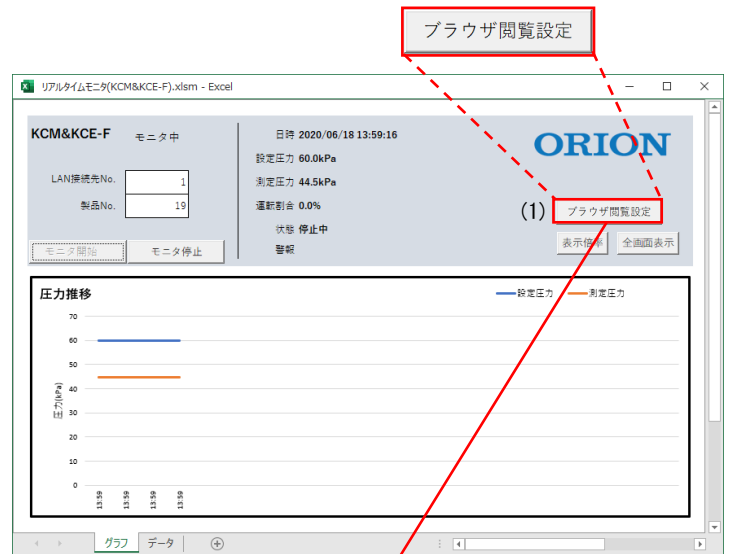 ブラウザ閲覧設定
リアルタイムモニタ(KCM&KCE-F).xlsm - Excel
KCM&KCE-F モニタ中
LAN接続先No. 1
製品No. 19
モニタ開始 モニタ停止
日時 2020/06/18 13:59:16
設定圧力 60.0kPa
測定圧力 44.5kPa
運転割合 0.0%
状態 停止中
警報
ORION
(1) ブラウザ閲覧設定
表示倍率 全画面表示
圧力推移
設定圧力 測定圧力
圧力(kPa)
70
60
50
40
30
20
10
0
13:59 13:59 13:59 13:59
グラフ データ